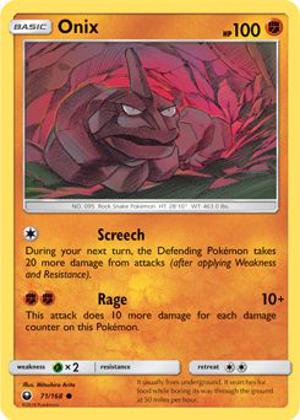 BASIC Onix HP100
NO. 095 Rock Snake Pokémon HT: 28'10" WT: 463.0 lbs.
Screech
During your next turn, the Defending Pokémon takes
20 more damage from attacks (after applying Weakness
and Resistance).
Rage 10+
This attack does 10 more damage for each damage
counter on this Pokémon.
weakness ×2 resistance retreat
Illus. Mitsuhiro Arita
71/168
It usually lives underground. It searches for
food while boring its way through the ground
at 50 miles per hour.